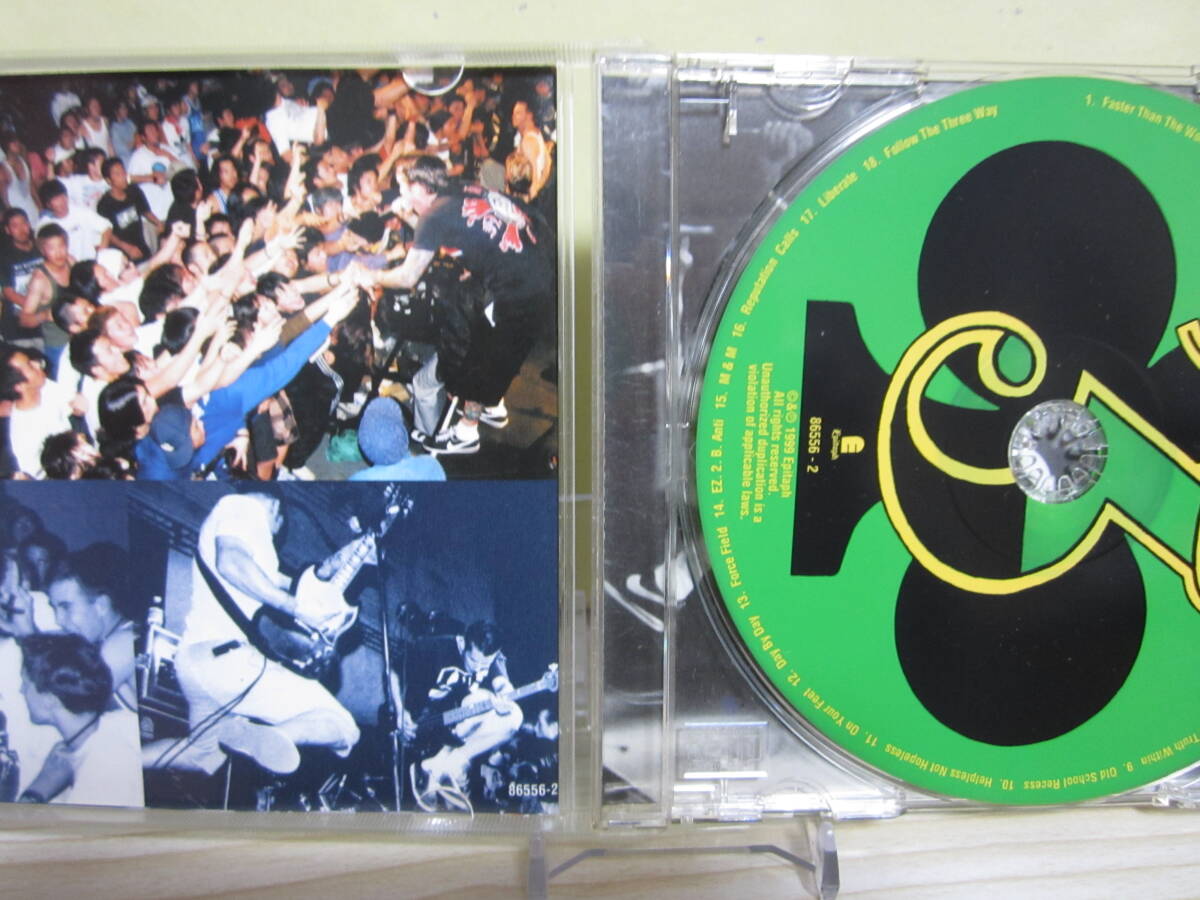 1. Faster Than The
Truth Within 9. Old School Recess 10. Helpless Not Hopeless 11. On Your Feet 12. Day By Day 13. Force Field 14. EZ. 2. B. Anti 15. M & M 16. Reputation Calls 17. Liberate 18. Follow The Three Way
©&℗ 1999 Epitaph
All rights reserved.
Unauthorized duplication is a
violation of applicable laws.
E
Epitaph
86556 - 2
86556-2